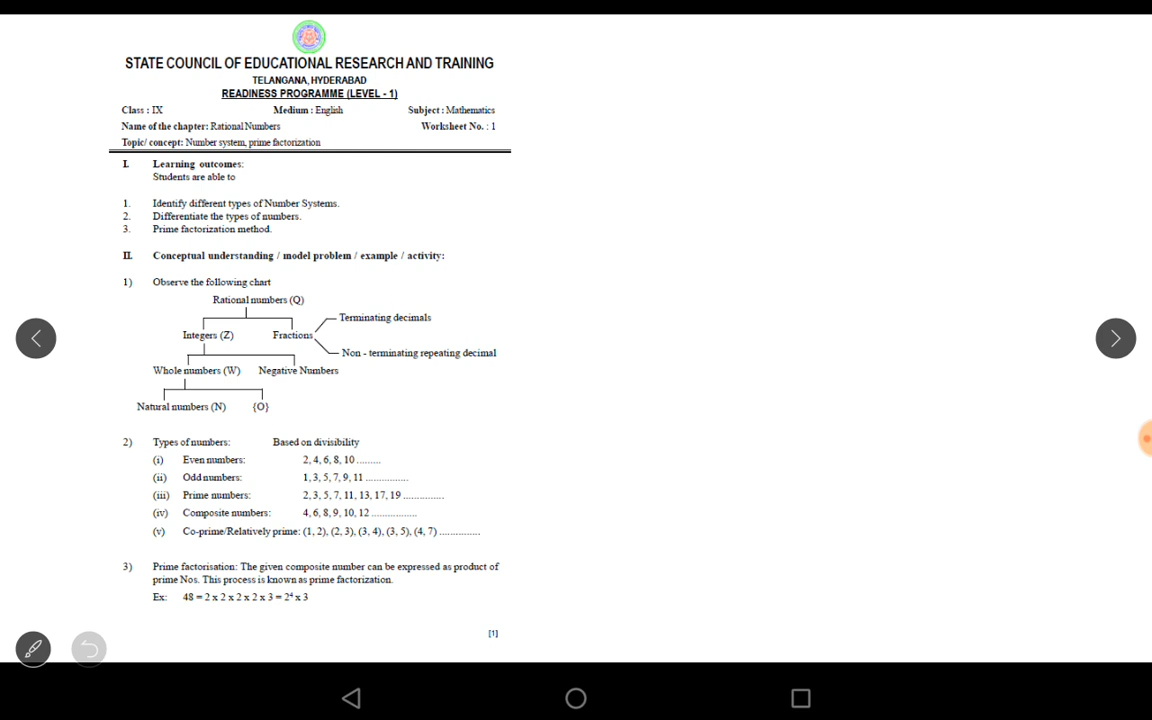 STATE COUNCIL OF EDUCATIONAL RESEARCH AND TRAINING
TELANGANA, HYDERABAD
READINESS PROGRAMME (LEVEL - 1)
Class : IX Medium : English Subject : Mathematics
Name of the chapter: Rational Numbers Worksheet No. : 1
Topic/ concept: Number system, prime factorization
I. Learning outcomes:
Students are able to
1. Identify different types of Number Systems.
2. Differentiate the types of numbers.
3. Prime factorization method.
II. Conceptual understanding / model problem / example / activity:
1) Observe the following chart
Rational numbers (Q)
Terminating decimals
Integers (Z) Fractions
Non - terminating repeating decimal
Whole numbers (W) Negative Numbers
Natural numbers (N) {O}
2) Types of numbers: Based on divisibility
(i) Even numbers: 2, 4, 6, 8, 10 .........
(ii) Odd numbers: 1, 3, 5, 7, 9, 11 ................
(iii) Prime numbers: 2, 3, 5, 7, 11, 13, 17, 19 ...............
(iv) Composite numbers: 4, 6, 8, 9, 10, 12 .................
(v) Co-prime/Relatively prime: (1, 2), (2, 3), (3, 4), (3, 5), (4, 7) ...............
3) Prime factorisation: The given composite number can be expressed as product of
prime Nos. This process is known as prime factorization.
Ex: 48 = 2 x 2 x 2 x 2 x 3 = 2⁴ x 3
[1]